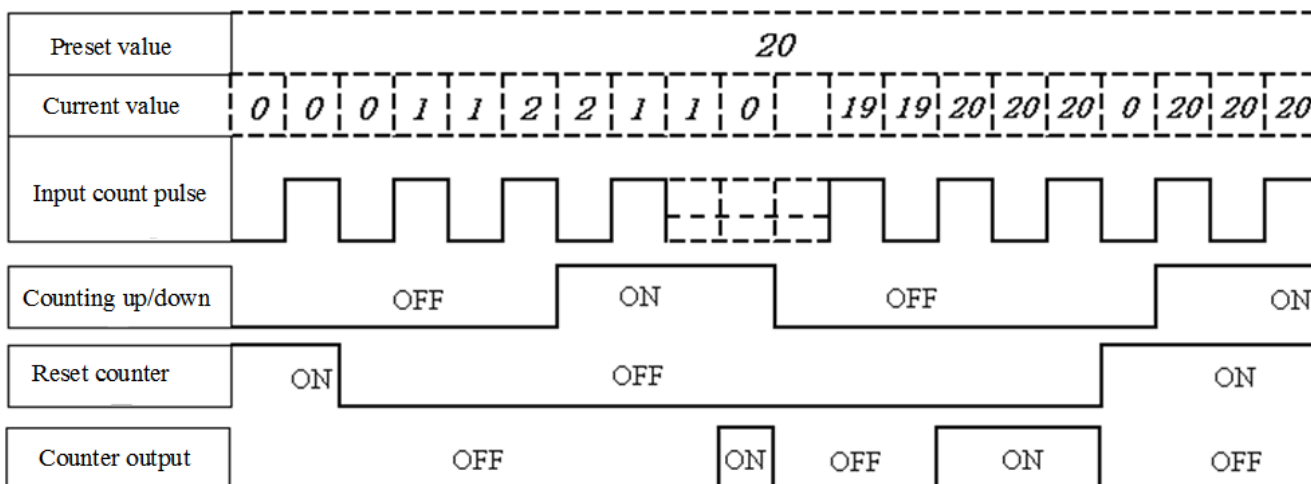 Preset value 20
Current value 0 0 0 1 1 2 2 1 1 0 19 19 20 20 20 0 20 20 20
Input count pulse
Counting up/down OFF ON OFF ON
Reset counter ON OFF ON
Counter output OFF ON OFF ON OFF